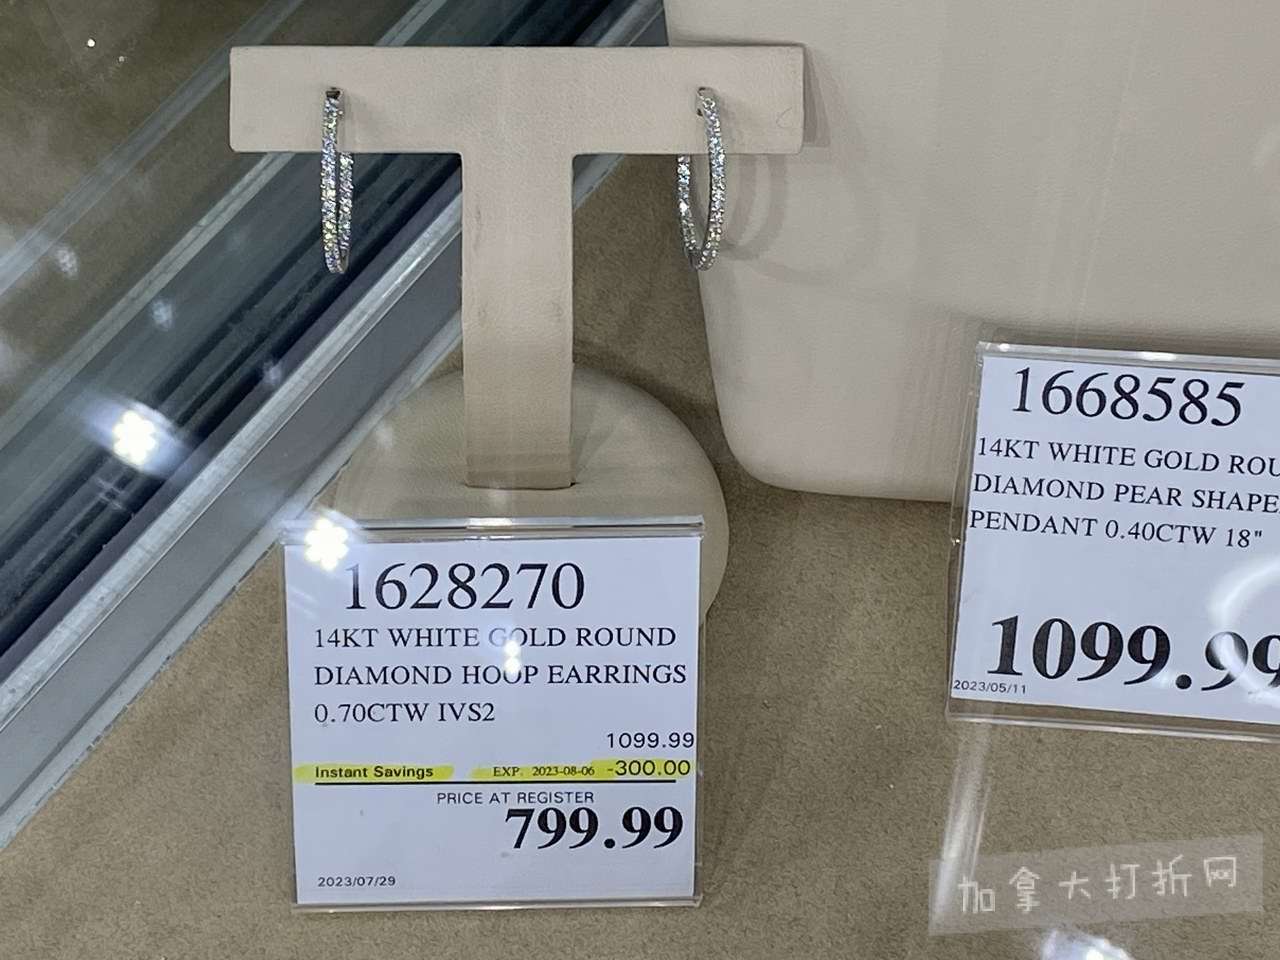 1628270
14KT WHITE GOLD ROUND
DIAMOND HOOP EARRINGS
0.70CTW IVS2
1099.99
Instant Savings EXP. 2023-08-06 -300.00
PRICE AT REGISTER
799.99
2023/07/29
1668585
14KT WHITE GOLD ROU
DIAMOND PEAR SHAPE
PENDANT 0.40CTW 18"
1099.99
2023/05/11
加拿大打折网